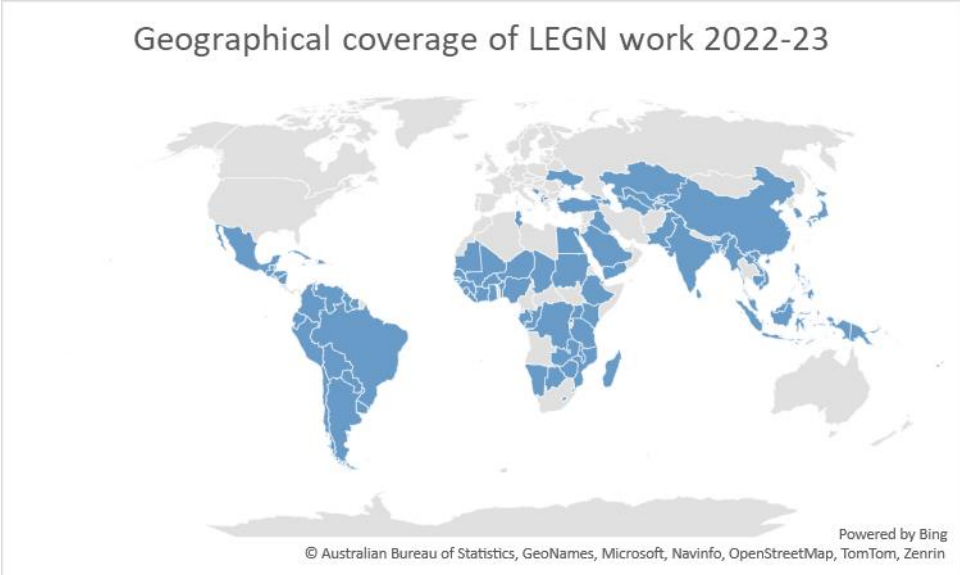 Geographical coverage of LEGN work 2022-23
Powered by Bing
© Australian Bureau of Statistics, GeoNames, Microsoft, Navinfo, OpenStreetMap, TomTom, Zenrin